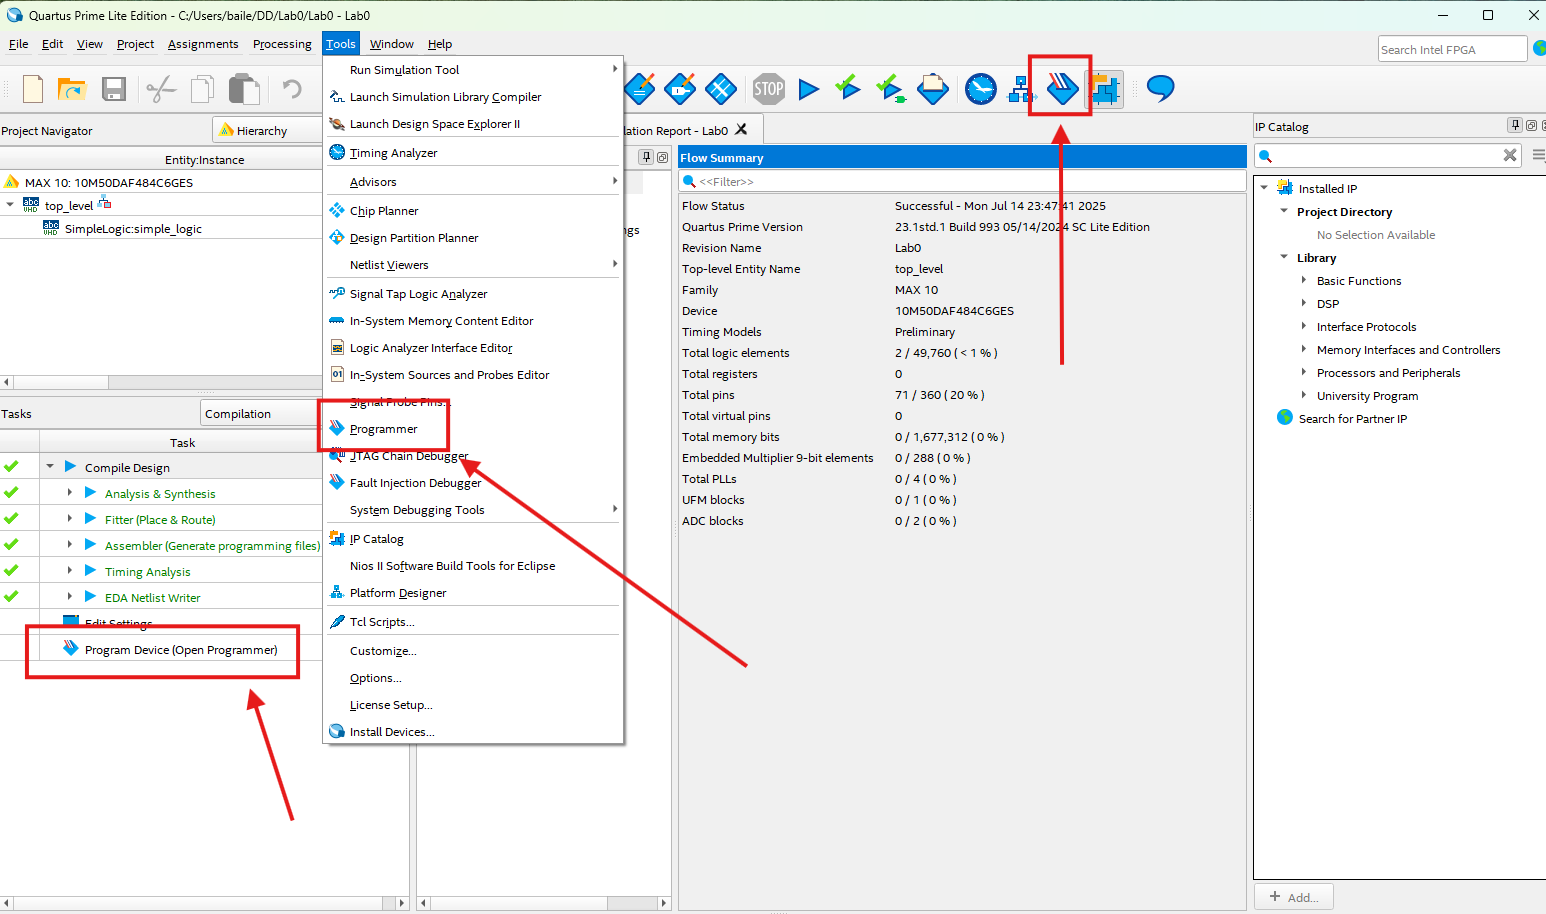 Quartus Prime Lite Edition - C:/Users/baile/DD/Lab0/Lab0 - Lab0
File Edit View Project Assignments Processing Tools Window Help
Search Intel FPGA
STOP
Project Navigator
Hierarchy
Entity:Instance
MAX 10: 10M50DAF484C6GES
abc VHD top_level
abc VHD SimpleLogic:simple_logic
Tasks
Compilation
Task
Compile Design
Analysis & Synthesis
Fitter (Place & Route)
Assembler (Generate programming files)
Timing Analysis
EDA Netlist Writer
Edit Settings
Program Device (Open Programmer)
Run Simulation Tool
Launch Simulation Library Compiler
Launch Design Space Explorer II
Timing Analyzer
Advisors
Chip Planner
Design Partition Planner
Netlist Viewers
Signal Tap Logic Analyzer
In-System Memory Content Editor
Logic Analyzer Interface Editor
In-System Sources and Probes Editor
Signal Probe Pins...
Programmer
JTAG Chain Debugger
Fault Injection Debugger
System Debugging Tools
IP Catalog
Nios II Software Build Tools for Eclipse
Platform Designer
Tcl Scripts...
Customize...
Options...
License Setup...
Install Devices...
lation Report - Lab0
ngs
Flow Summary
<<Filter>>
Flow Status Successful - Mon Jul 14 23:47:41 2025
Quartus Prime Version 23.1std.1 Build 993 05/14/2024 SC Lite Edition
Revision Name Lab0
Top-level Entity Name top_level
Family MAX 10
Device 10M50DAF484C6GES
Timing Models Preliminary
Total logic elements 2 / 49,760 ( < 1 % )
Total registers 0
Total pins 71 / 360 ( 20 % )
Total virtual pins 0
Total memory bits 0 / 1,677,312 ( 0 % )
Embedded Multiplier 9-bit elements 0 / 288 ( 0 % )
Total PLLs 0 / 4 ( 0 % )
UFM blocks 0 / 1 ( 0 % )
ADC blocks 0 / 2 ( 0 % )
IP Catalog
Installed IP
Project Directory
No Selection Available
Library
Basic Functions
DSP
Interface Protocols
Memory Interfaces and Controllers
Processors and Peripherals
University Program
Search for Partner IP
+ Add...